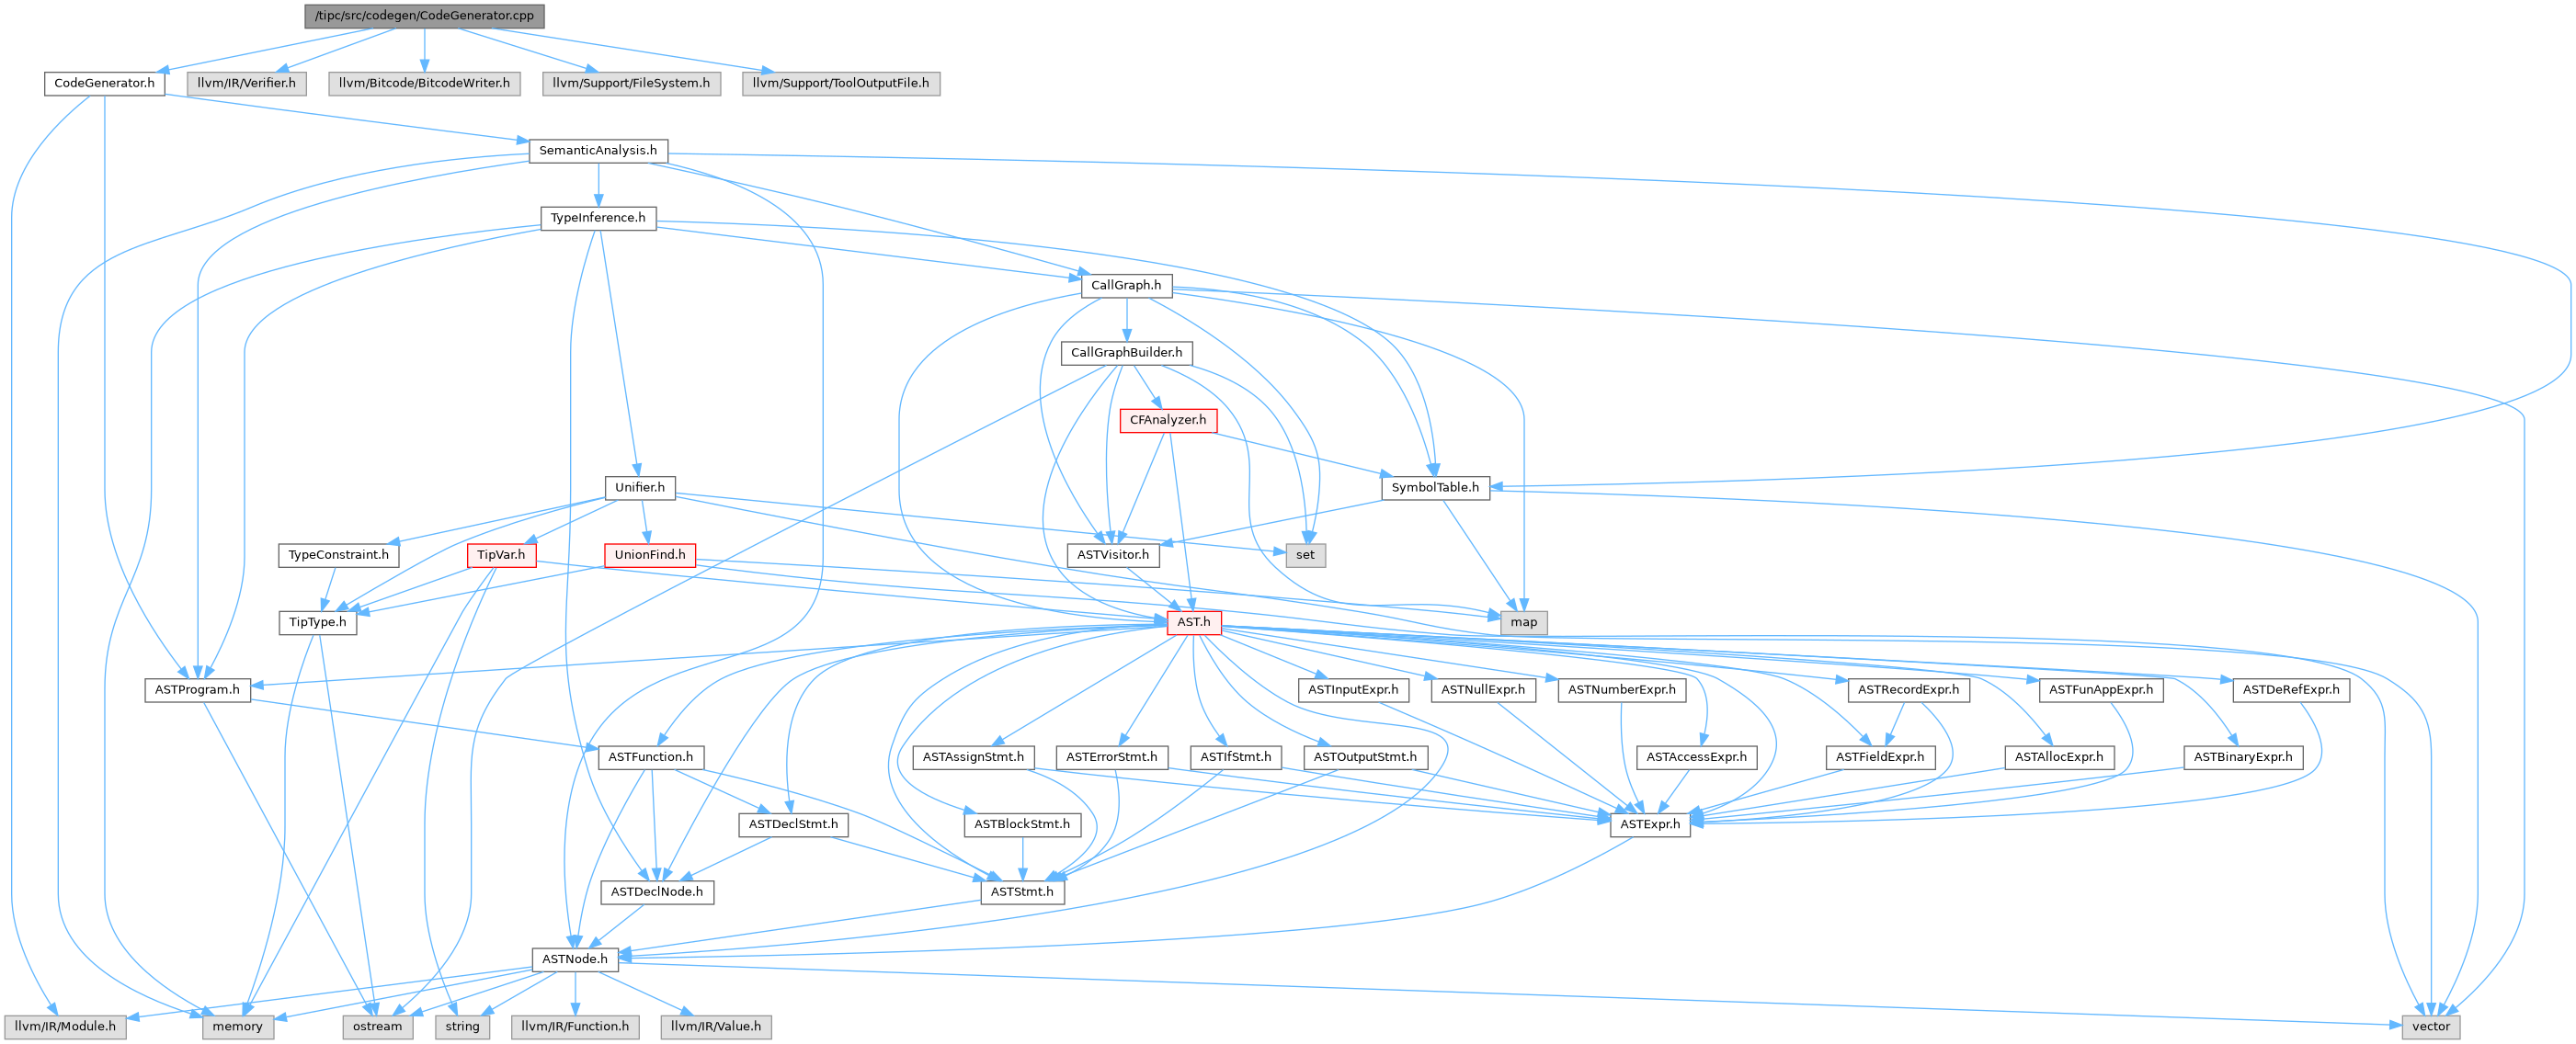 /tipc/src/codegen/CodeGenerator.cpp
CodeGenerator.h
llvm/IR/Verifier.h
llvm/Bitcode/BitcodeWriter.h
llvm/Support/FileSystem.h
llvm/Support/ToolOutputFile.h
SemanticAnalysis.h
TypeInference.h
CallGraph.h
CallGraphBuilder.h
CFAnalyzer.h
Unifier.h
SymbolTable.h
TypeConstraint.h
TipVar.h
UnionFind.h
ASTVisitor.h
set
TipType.h
AST.h
map
ASTProgram.h
ASTInputExpr.h
ASTNullExpr.h
ASTNumberExpr.h
ASTRecordExpr.h
ASTFunAppExpr.h
ASTDeRefExpr.h
ASTFunction.h
ASTAssignStmt.h
ASTErrorStmt.h
ASTIfStmt.h
ASTOutputStmt.h
ASTAccessExpr.h
ASTFieldExpr.h
ASTAllocExpr.h
ASTBinaryExpr.h
ASTDeclStmt.h
ASTBlockStmt.h
ASTExpr.h
ASTDeclNode.h
ASTStmt.h
ASTNode.h
llvm/IR/Module.h
memory
ostream
string
llvm/IR/Function.h
llvm/IR/Value.h
vector